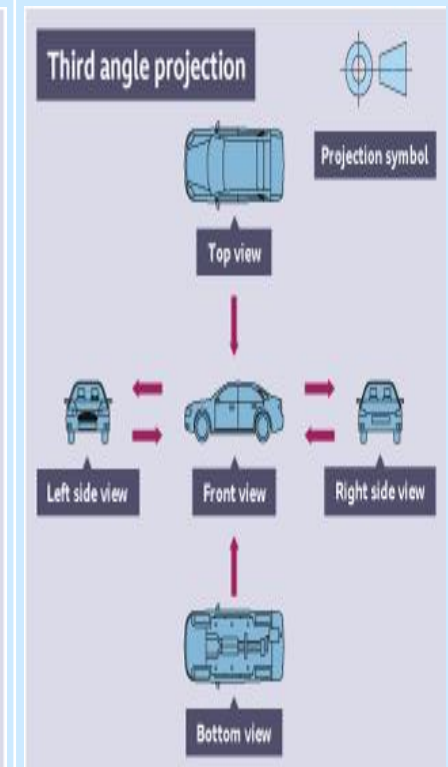 Third angle projection
Projection symbol
Top view
Left side view
Front view
Right side view
Bottom view